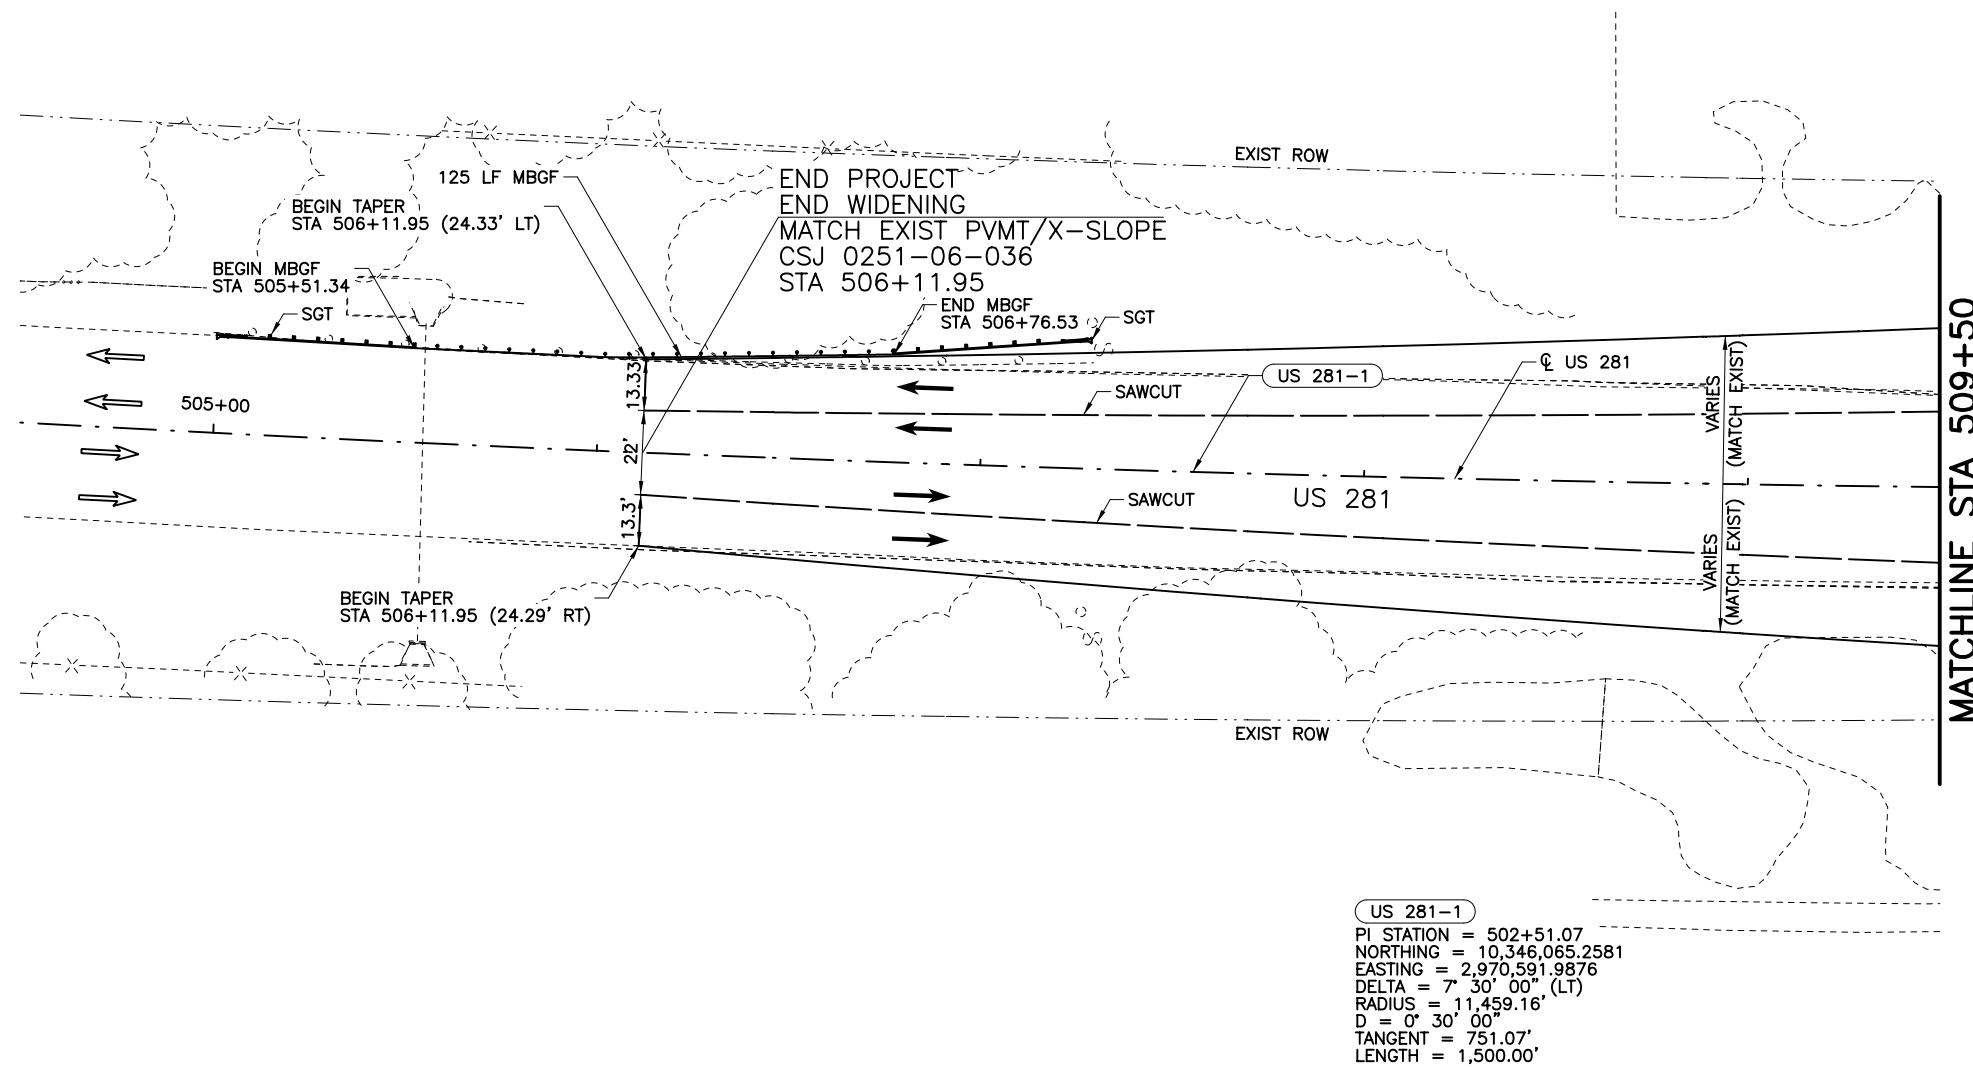 EXIST ROW
125 LF MBGF
END PROJECT
END WIDENING
MATCH EXIST PVMT/X-SLOPE
CSJ 0251-06-036
STA 506+11.95
BEGIN TAPER
STA 506+11.95 (24.33' LT)
BEGIN MBGF
STA 505+51.34
SGT
END MBGF
STA 506+76.53
SGT
13.33'
22'
13.3'
505+00
US 281-1
℄ US 281
SAWCUT
SAWCUT
US 281
VARIES
(MATCH EXIST)
VARIES
(MATCH EXIST)
L
MATCHLINE STA 509+50
BEGIN TAPER
STA 506+11.95 (24.29' RT)
EXIST ROW
US 281-1
PI STATION = 502+51.07
NORTHING = 10,346,065.2581
EASTING = 2,970,591.9876
DELTA = 7° 30' 00" (LT)
RADIUS = 11,459.16'
D = 0° 30' 00"
TANGENT = 751.07'
LENGTH = 1,500.00'